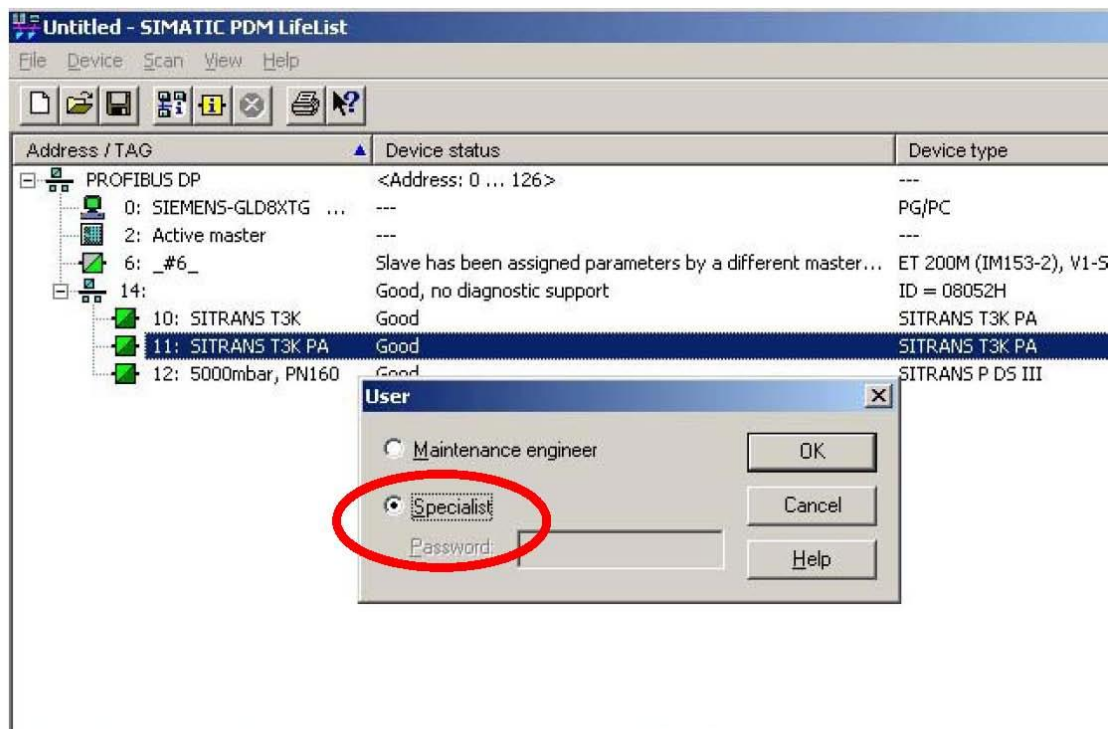 Untitled - SIMATIC PDM LifeList
File Device Scan View Help
Address / TAG Device status Device type
PROFIBUS DP <Address: 0 ... 126> ---
0: SIEMENS-GLD8XTG ... --- PG/PC
2: Active master --- ---
6: _#6_ Slave has been assigned parameters by a different master... ET 200M (IM153-2), V1-S
14: Good, no diagnostic support ID = 08052H
10: SITRANS T3K Good SITRANS T3K PA
11: SITRANS T3K PA Good SITRANS T3K PA
12: 5000mbar, PN160 Good SITRANS P DS III
User
Maintenance engineer OK
Specialist Cancel
Password: Help